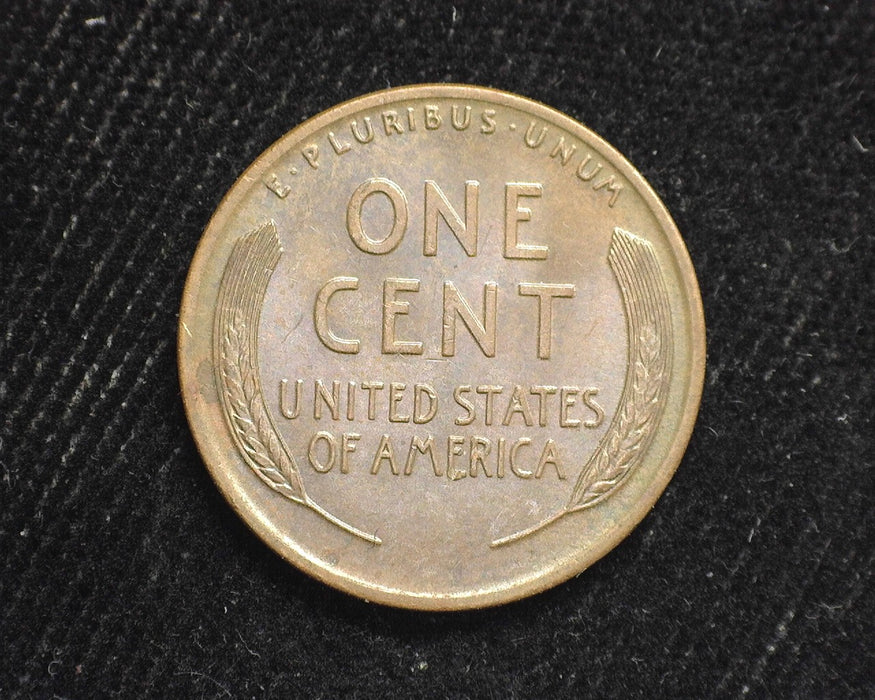 E·PLURIBUS·UNUM
ONE
CENT
UNITED STATES
OF AMERICA